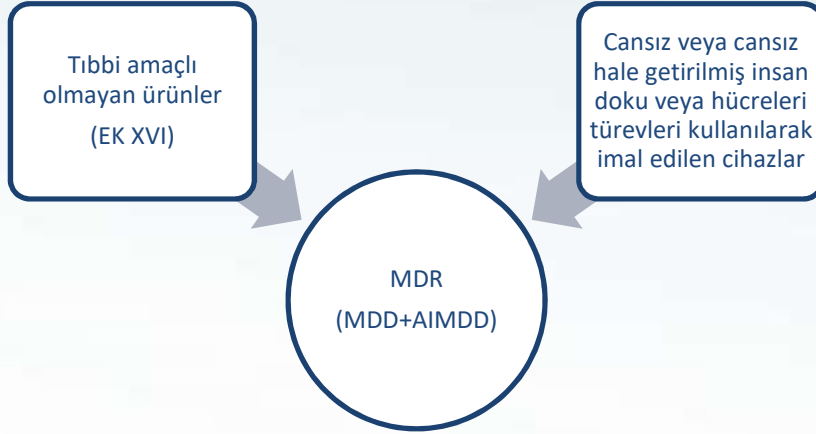 Tıbbi amaçlı
olmayan ürünler
(EK XVI)
Cansız veya cansız
hale getirilmiş insan
doku veya hücreleri
türevleri kullanılarak
imal edilen cihazlar
MDR
(MDD+AIMDD)